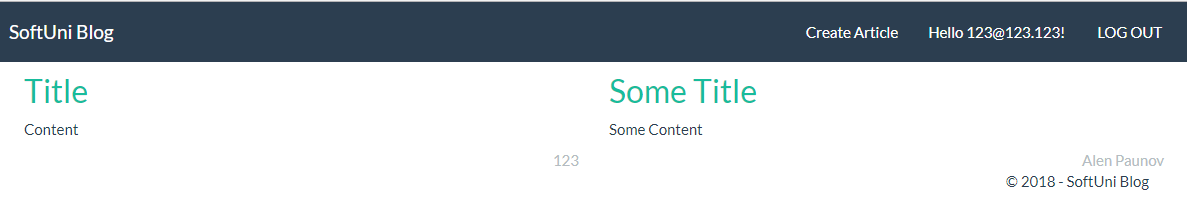 SoftUni Blog Create Article Hello 123@123.123! LOG OUT
Title
Content
123
Some Title
Some Content
Alen Paunov
© 2018 - SoftUni Blog